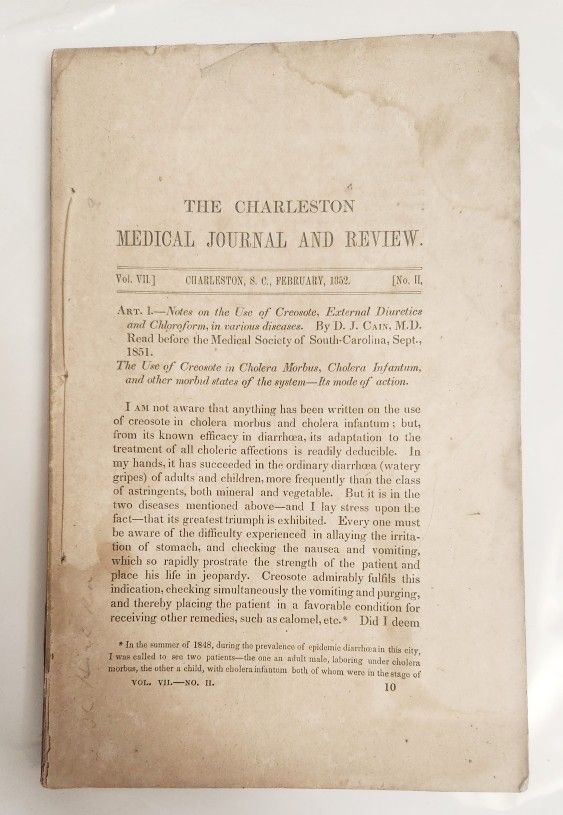 THE CHARLESTON
MEDICAL JOURNAL AND REVIEW.
Vol. VII.] CHARLESTON, S. C., FEBRUARY, 1852. [No. II,
ART. I.—Notes on the Use of Creosote, External Diuretics
and Chloroform, in various diseases. By D. J. CAIN, M.D.
Read before the Medical Society of South-Carolina, Sept.,
1851.
The Use of Creosote in Cholera Morbus, Cholera Infantum,
and other morbid states of the system—Its mode of action.
I AM not aware that anything has been written on the use
of creosote in cholera morbus and cholera infantum; but,
from its known efficacy in diarrhœa, its adaptation to the
treatment of all choleric affections is readily deducible. In
my hands, it has succeeded in the ordinary diarrhœa (watery
gripes) of adults and children, more frequently than the class
of astringents, both mineral and vegetable. But it is in the
two diseases mentioned above—and I lay stress upon the
fact—that its greatest triumph is exhibited. Every one must
be aware of the difficulty experienced in allaying the irrita-
tion of stomach, and checking the nausea and vomiting,
which so rapidly prostrate the strength of the patient and
place his life in jeopardy. Creosote admirably fulfils this
indication, checking simultaneously the vomiting and purging,
and thereby placing the patient in a favorable condition for
receiving other remedies, such as calomel, etc.* Did I deem
* In the summer of 1848, during the prevalence of epidemic diarrhœa in this city,
I was called to see two patients—the one an adult male, laboring under cholera
morbus, the other a child, with cholera infantum both of whom were in the stage of
VOL. VII.—NO. II. 10